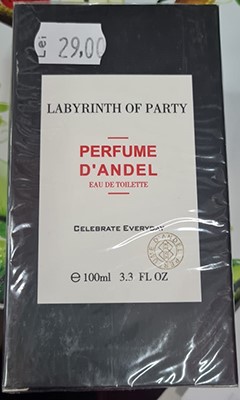 Lei 29,00
LABYRINTH OF PARTY
PERFUME
D'ANDEL
EAU DE TOILETTE
CELEBRATE EVERYDAY
℮ 100ml 3.3 FL OZ